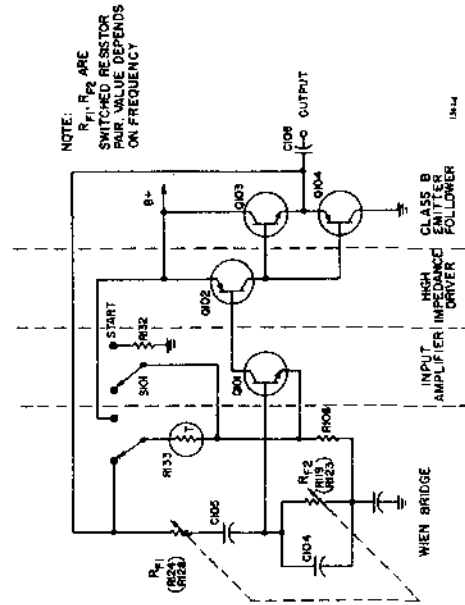 NOTE:
RF1, RF2 ARE
SWITCHED RESISTOR
PAIR. VALUE DEPENDS
ON FREQUENCY
START
R132
S101
B+
R133
T
RF1
(R124)
(R128)
C105
C104
RF2
(R119)
(R123)
R106
Q101
Q102
Q103
Q104
OUTPUT
WIEN BRIDGE
INPUT
AMPLIFIER
HIGH
IMPEDANCE
DRIVER
CLASS B
EMITTER
FOLLOWER